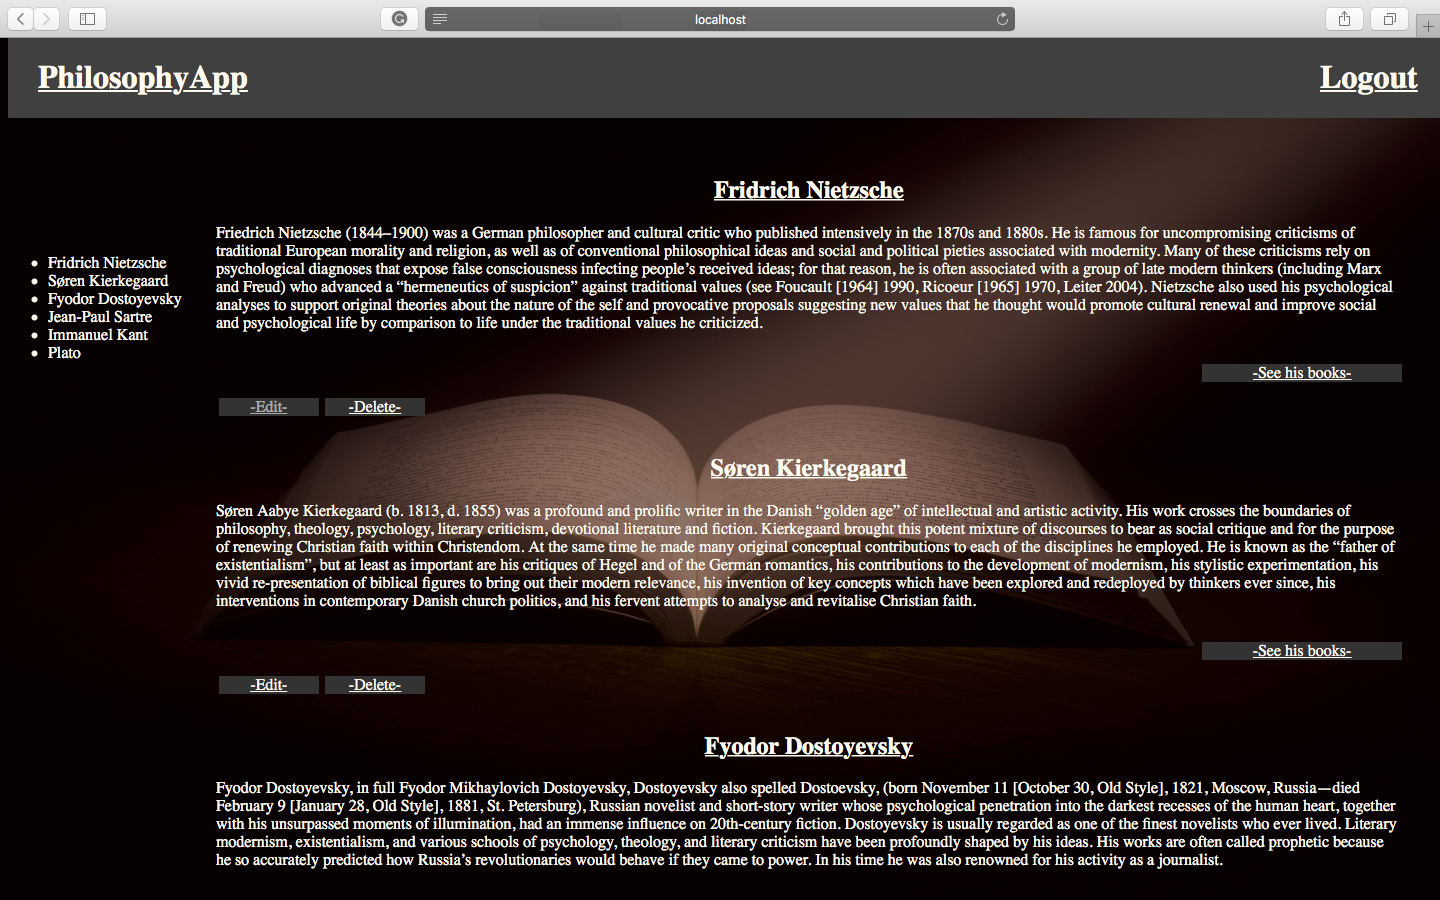 localhost
PhilosophyApp
Logout
Fridrich Nietzsche
Søren Kierkegaard
Fyodor Dostoyevsky
Jean-Paul Sartre
Immanuel Kant
Plato
Fridrich Nietzsche
Friedrich Nietzsche (1844–1900) was a German philosopher and cultural critic who published intensively in the 1870s and 1880s. He is famous for uncompromising criticisms of
traditional European morality and religion, as well as of conventional philosophical ideas and social and political pieties associated with modernity. Many of these criticisms rely on
psychological diagnoses that expose false consciousness infecting people’s received ideas; for that reason, he is often associated with a group of late modern thinkers (including Marx
and Freud) who advanced a “hermeneutics of suspicion” against traditional values (see Foucault [1964] 1990, Ricoeur [1965] 1970, Leiter 2004). Nietzsche also used his psychological
analyses to support original theories about the nature of the self and provocative proposals suggesting new values that he thought would promote cultural renewal and improve social
and psychological life by comparison to life under the traditional values he criticized.
-See his books-
-Edit- -Delete-
Søren Kierkegaard
Søren Aabye Kierkegaard (b. 1813, d. 1855) was a profound and prolific writer in the Danish “golden age” of intellectual and artistic activity. His work crosses the boundaries of
philosophy, theology, psychology, literary criticism, devotional literature and fiction. Kierkegaard brought this potent mixture of discourses to bear as social critique and for the purpose
of renewing Christian faith within Christendom. At the same time he made many original conceptual contributions to each of the disciplines he employed. He is known as the “father of
existentialism”, but at least as important are his critiques of Hegel and of the German romantics, his contributions to the development of modernism, his stylistic experimentation, his
vivid re-presentation of biblical figures to bring out their modern relevance, his invention of key concepts which have been explored and redeployed by thinkers ever since, his
interventions in contemporary Danish church politics, and his fervent attempts to analyse and revitalise Christian faith.
-See his books-
-Edit- -Delete-
Fyodor Dostoyevsky
Fyodor Dostoyevsky, in full Fyodor Mikhaylovich Dostoyevsky, Dostoyevsky also spelled Dostoevsky, (born November 11 [October 30, Old Style], 1821, Moscow, Russia—died
February 9 [January 28, Old Style], 1881, St. Petersburg), Russian novelist and short-story writer whose psychological penetration into the darkest recesses of the human heart, together
with his unsurpassed moments of illumination, had an immense influence on 20th-century fiction. Dostoyevsky is usually regarded as one of the finest novelists who ever lived. Literary
modernism, existentialism, and various schools of psychology, theology, and literary criticism have been profoundly shaped by his ideas. His works are often called prophetic because
he so accurately predicted how Russia’s revolutionaries would behave if they came to power. In his time he was also renowned for his activity as a journalist.